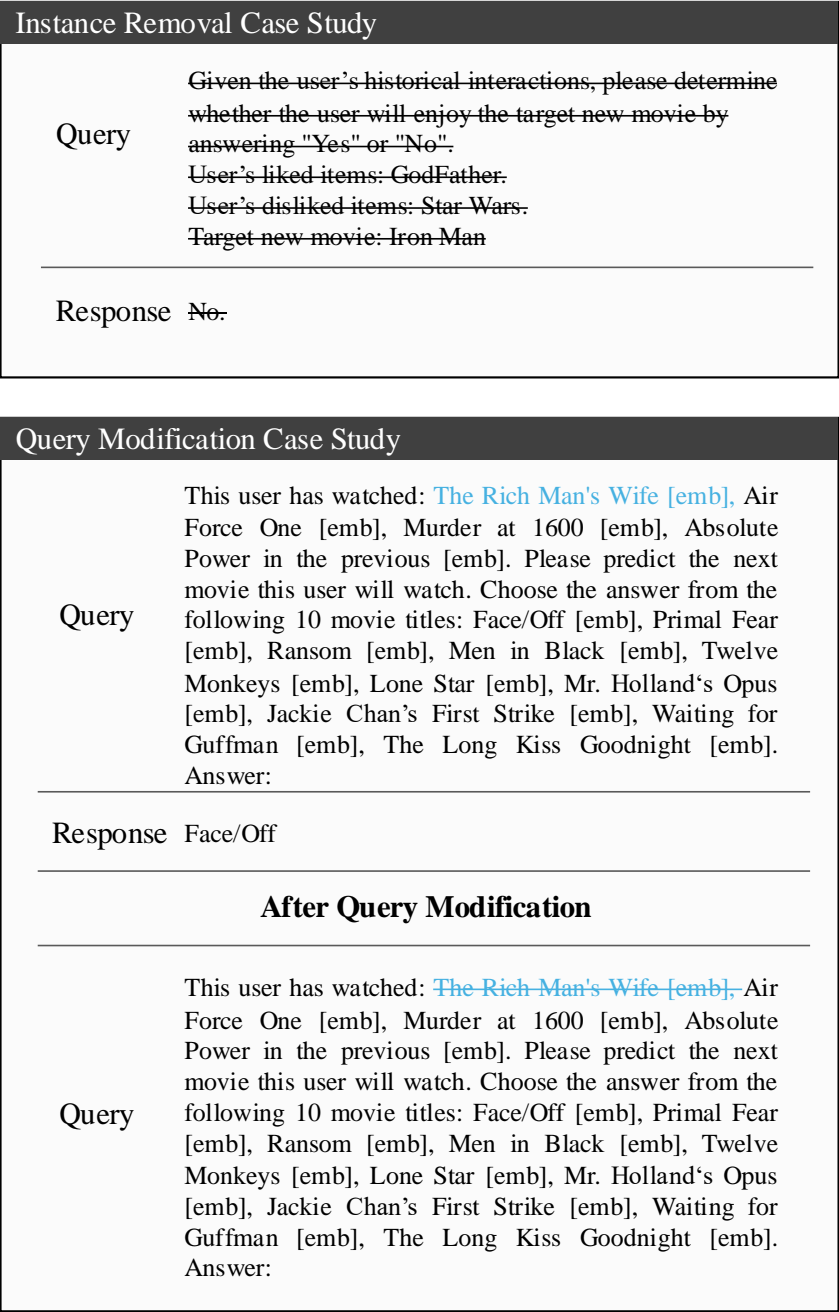 Instance Removal Case Study
Query
Given the user’s historical interactions, please determine
whether the user will enjoy the target new movie by
answering "Yes" or "No".
User’s liked items: GodFather.
User’s disliked items: Star Wars.
Target new movie: Iron Man
Response No.
Query Modification Case Study
Query
This user has watched: The Rich Man's Wife [emb], Air
Force One [emb], Murder at 1600 [emb], Absolute
Power in the previous [emb]. Please predict the next
movie this user will watch. Choose the answer from the
following 10 movie titles: Face/Off [emb], Primal Fear
[emb], Ransom [emb], Men in Black [emb], Twelve
Monkeys [emb], Lone Star [emb], Mr. Holland‘s Opus
[emb], Jackie Chan’s First Strike [emb], Waiting for
Guffman [emb], The Long Kiss Goodnight [emb].
Answer:
Response Face/Off
After Query Modification
Query
This user has watched: The Rich Man's Wife [emb], Air
Force One [emb], Murder at 1600 [emb], Absolute
Power in the previous [emb]. Please predict the next
movie this user will watch. Choose the answer from the
following 10 movie titles: Face/Off [emb], Primal Fear
[emb], Ransom [emb], Men in Black [emb], Twelve
Monkeys [emb], Lone Star [emb], Mr. Holland‘s Opus
[emb], Jackie Chan’s First Strike [emb], Waiting for
Guffman [emb], The Long Kiss Goodnight [emb].
Answer: